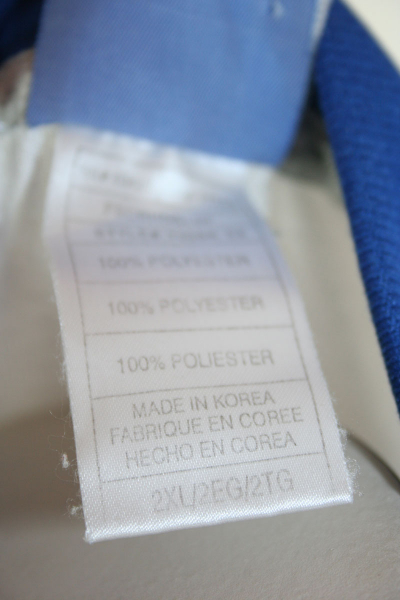 100% POLYESTER
100% POLYESTER
100% POLIESTER
MADE IN KOREA
FABRIQUE EN COREE
HECHO EN COREA
2XL/2EG/2TG